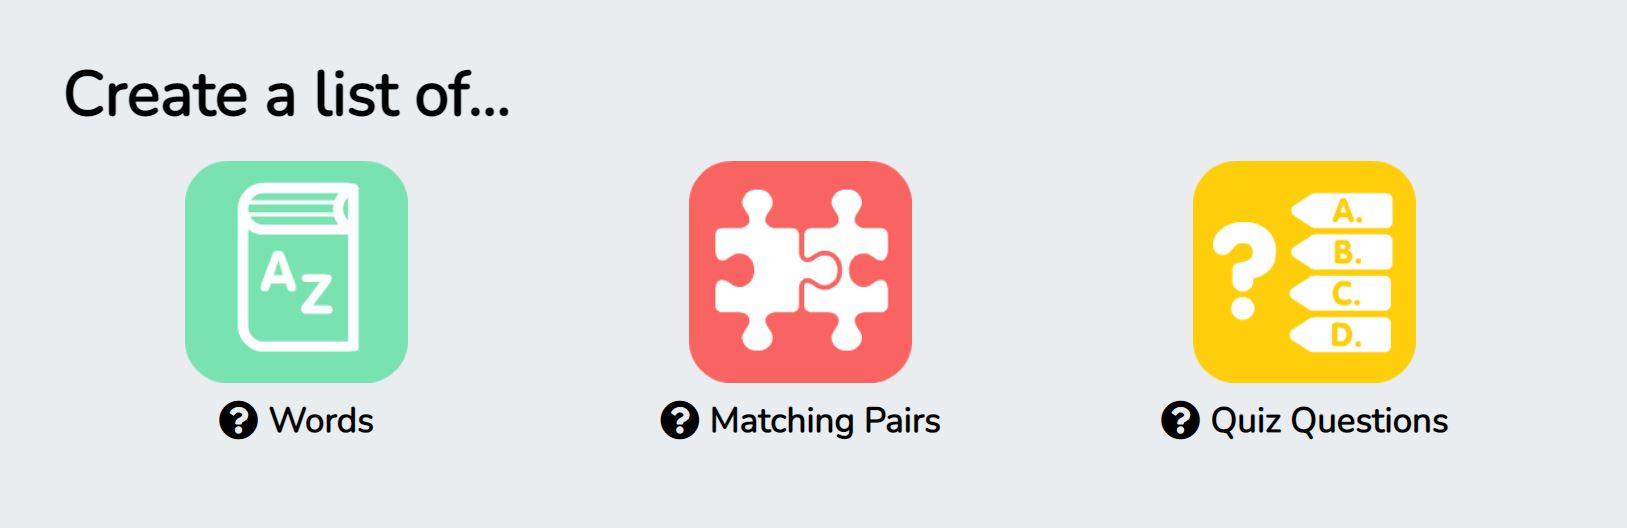 Create a list of...
A
Z
?
A.
B.
C.
D.
? Words
? Matching Pairs
? Quiz Questions